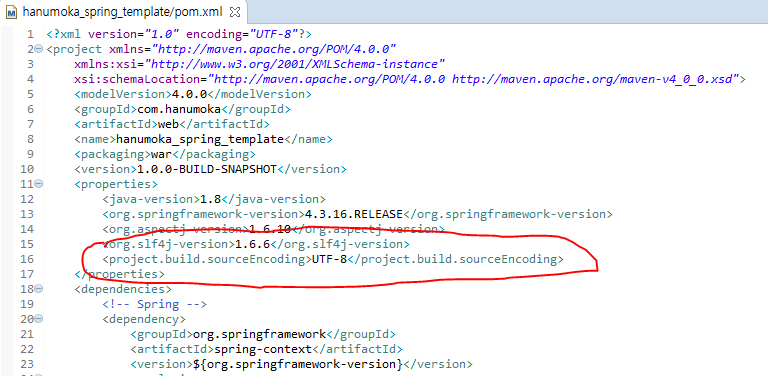 hanumoka_spring_template/pom.xml
1 <?xml version="1.0" encoding="UTF-8"?>
2 <project xmlns="http://maven.apache.org/POM/4.0.0"
3 xmlns:xsi="http://www.w3.org/2001/XMLSchema-instance"
4 xsi:schemaLocation="http://maven.apache.org/POM/4.0.0 http://maven.apache.org/maven-v4_0_0.xsd">
5 <modelVersion>4.0.0</modelVersion>
6 <groupId>com.hanumoka</groupId>
7 <artifactId>web</artifactId>
8 <name>hanumoka_spring_template</name>
9 <packaging>war</packaging>
10 <version>1.0.0-BUILD-SNAPSHOT</version>
11 <properties>
12 <java-version>1.8</java-version>
13 <org.springframework-version>4.3.16.RELEASE</org.springframework-version>
14 <org.aspectj-version>1.6.10</org.aspectj-version>
15 <org.slf4j-version>1.6.6</org.slf4j-version>
16 <project.build.sourceEncoding>UTF-8</project.build.sourceEncoding>
17 </properties>
18 <dependencies>
19 <!-- Spring -->
20 <dependency>
21 <groupId>org.springframework</groupId>
22 <artifactId>spring-context</artifactId>
23 <version>${org.springframework-version}</version>